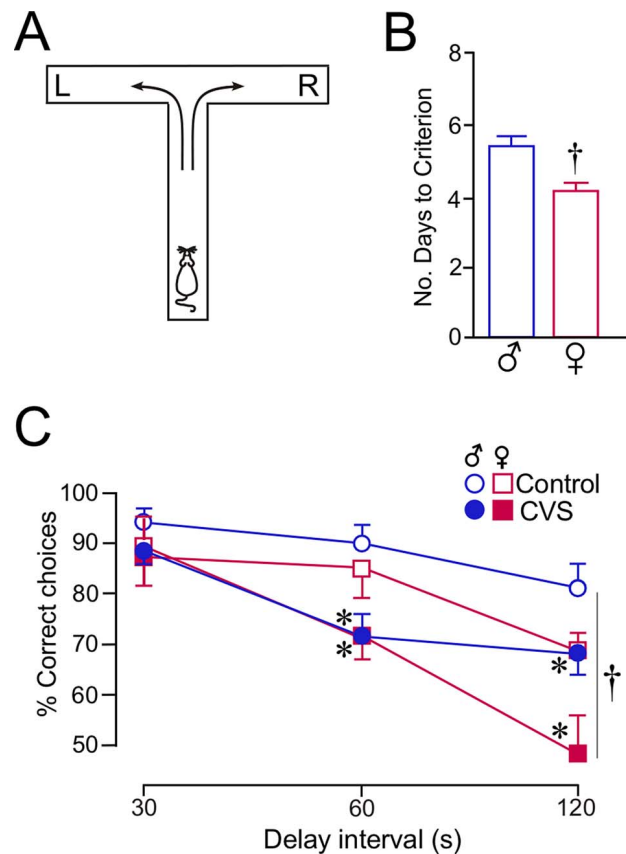 A
L R
B
No. Days to Criterion
8
6
4
2
0
†
♂ ♀
C
♂ ♀
Control
CVS
% Correct choices
100
90
80
70
60
50
*
*
*
*
†
30 60 120
Delay interval (s)